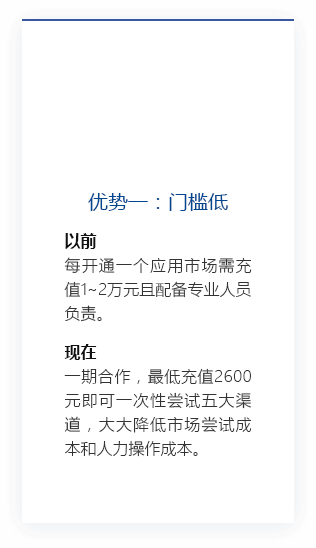 优势一：门槛低
以前
每开通一个应用市场需充
值1~2万元且配备专业人员
负责。
现在
一期合作，最低充值2600
元即可一次性尝试五大渠
道，大大降低市场尝试成
本和人力操作成本。